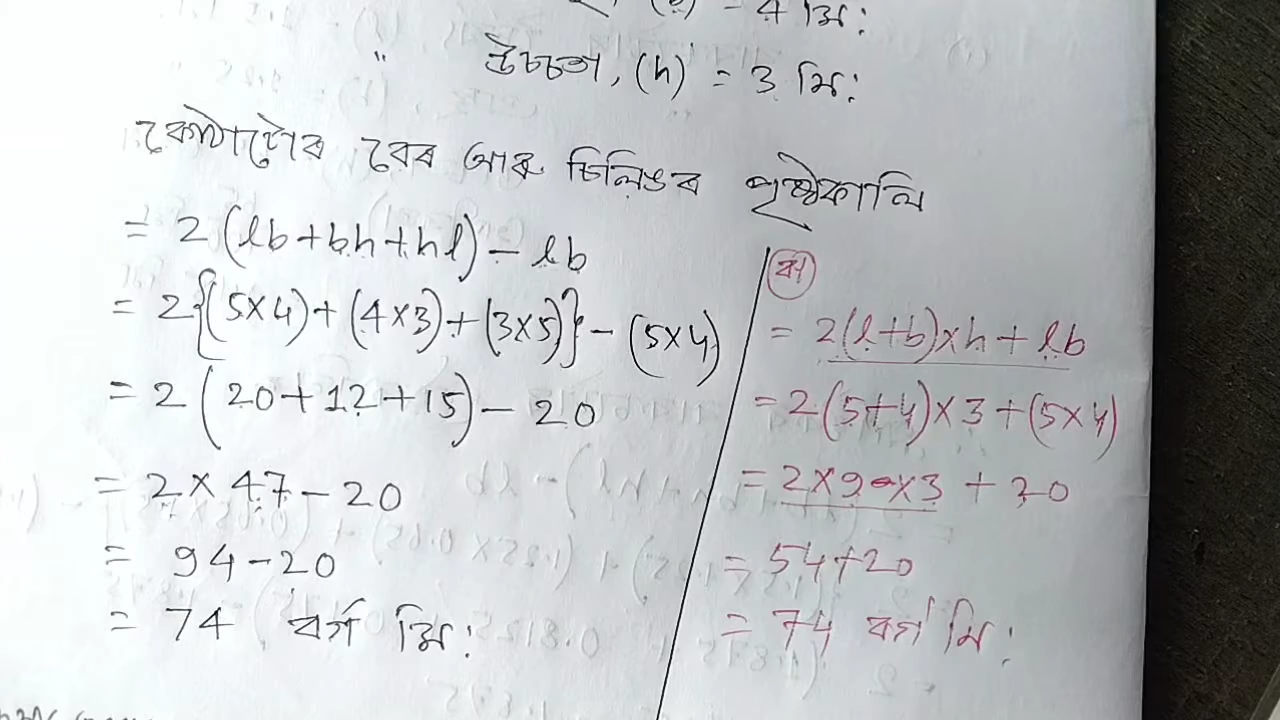 (b) = 4 মি:
" উচ্চতা, (h) = 3 মি:
কোঠাটোৰ বেৰ আৰু চিলিঙৰ পৃষ্ঠকালি
= 2 (lb+bh+hl) - lb
= 2{(5×4)+(4×3)+(3×5)} - (5×4)
= 2 (20+12+15) - 20
= 2×47-20
= 94-20
= 74 বৰ্গ মি:
বা
= 2(l+b)×h+lb
= 2(5+4)×3+(5×4)
= 2×9×3 + 20
= 54+20
= 74 বৰ্গ মি: